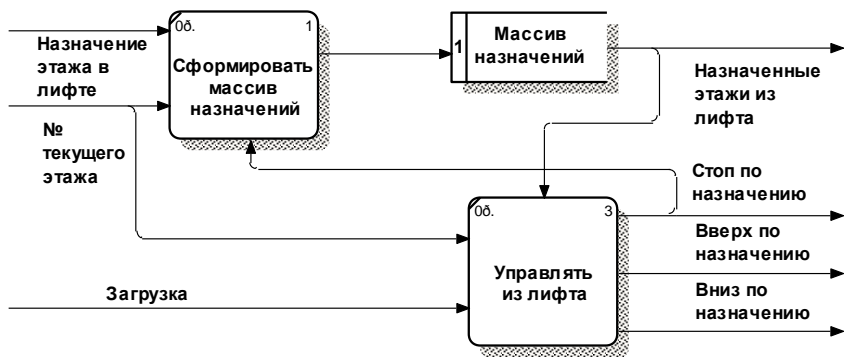 0ð.
1
Сформировать
массив
назначений
1
Массив
назначений
Назначение
этажа в
лифте
Назначенные
этажи из
лифта
№
текущего
этажа
Стоп по
назначению
0ð.
3
Управлять
из лифта
Вверх по
назначению
Загрузка
Вниз по
назначению